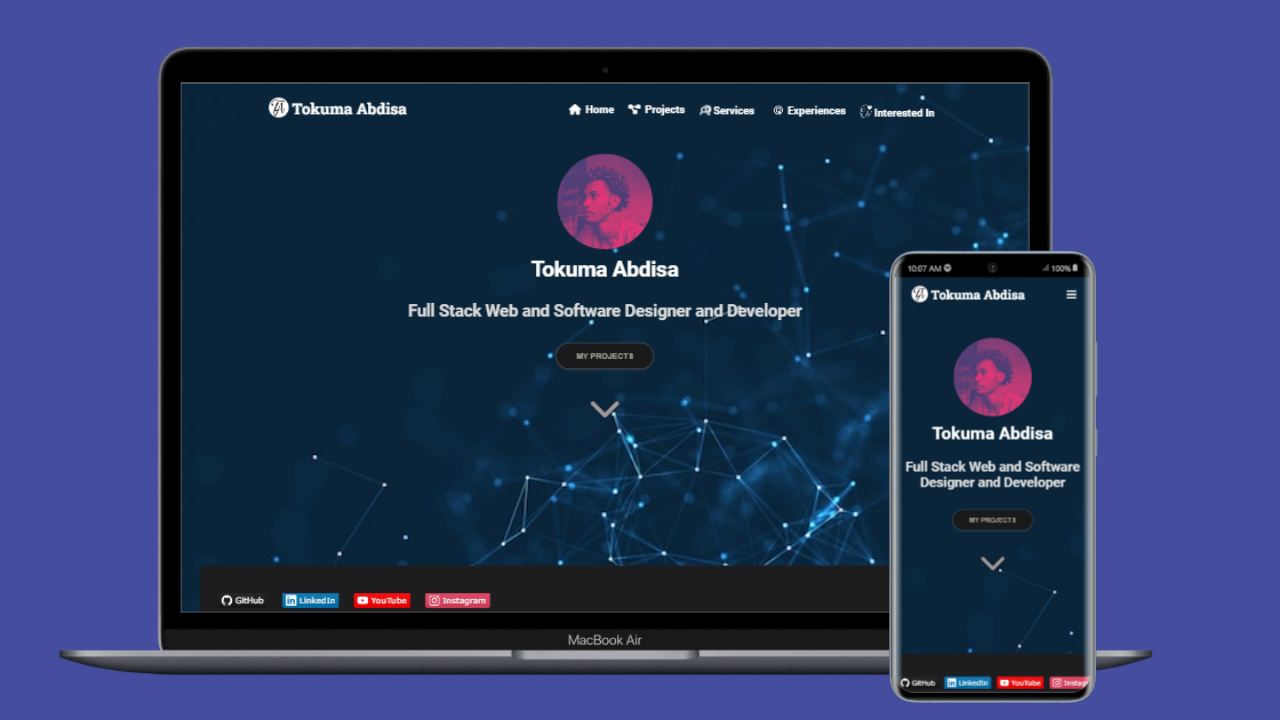 Tokuma Abdisa
Home Projects Services Experiences Interested In
Tokuma Abdisa
Full Stack Web and Software Designer and Developer
MY PROJECTS
GitHub LinkedIn YouTube Instagram
MacBook Air
10:07 AM 100%
Tokuma Abdisa
Tokuma Abdisa
Full Stack Web and Software
Designer and Developer
MY PROJECTS
GitHub LinkedIn YouTube Instagr